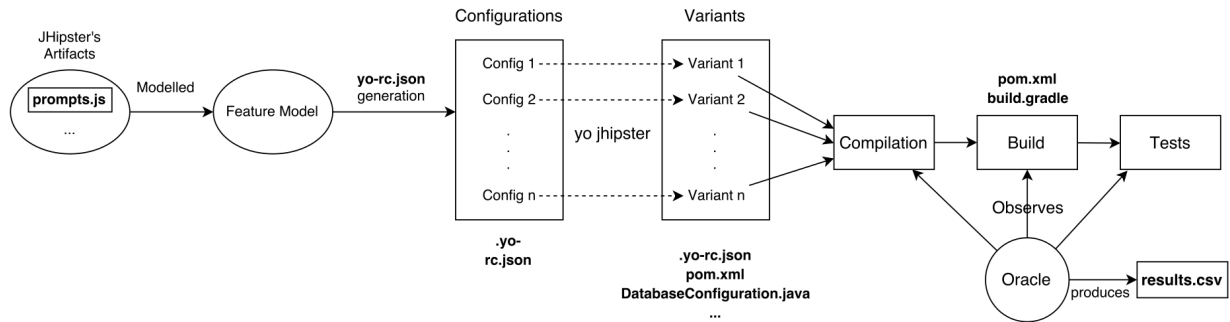 JHipster's
Artifacts
prompts.js
...
Modelled
Feature Model
yo-rc.json
generation
Configurations
Config 1
Config 2
.
.
.
Config n
.yo-
rc.json
yo jhipster
Variants
Variant 1
Variant 2
.
.
.
Variant n
.yo-rc.json
pom.xml
DatabaseConfiguration.java
...
Compilation
pom.xml
build.gradle
Build
Tests
Observes
Oracle
produces
results.csv